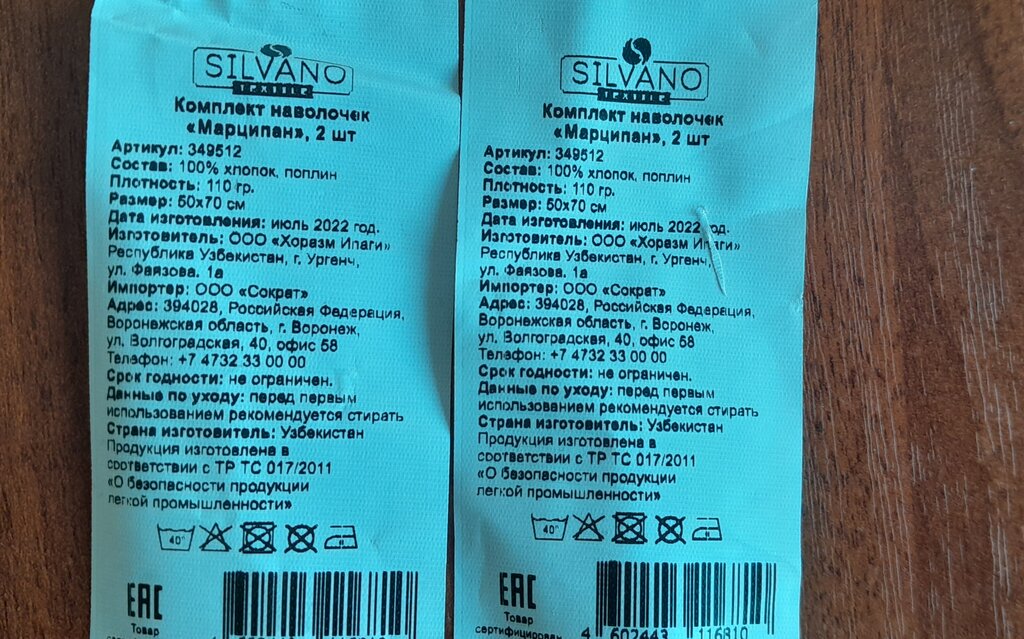 SILVANO
TEXTILE
Комплект наволочек
«Марципан», 2 шт
Артикул: 349512
Состав: 100% хлопок, поплин
Плотность: 110 гр.
Размер: 50х70 см
Дата изготовления: июль 2022 год.
Изготовитель: ООО «Хоразм Ипаги»
Республика Узбекистан, г. Ургенч,
ул. Фаязова. 1а
Импортер: ООО «Сократ»
Адрес: 394028, Российская Федерация,
Воронежская область, г. Воронеж,
ул. Волгоградская, 40, офис 58
Телефон: +7 4732 33 00 00
Срок годности: не ограничен.
Данные по уходу: перед первым
использованием рекомендуется стирать
Страна изготовитель: Узбекистан
Продукция изготовлена в
соответствии с ТР ТС 017/2011
«О безопасности продукции
легкой промышленности»
40°
EAC
Товар
SILVANO
TEXTILE
Комплект наволочек
«Марципан», 2 шт
Артикул: 349512
Состав: 100% хлопок, поплин
Плотность: 110 гр.
Размер: 50х70 см
Дата изготовления: июль 2022 год.
Изготовитель: ООО «Хоразм Ипаги»
Республика Узбекистан, г. Ургенч,
ул. Фаязова. 1а
Импортер: ООО «Сократ»
Адрес: 394028, Российская Федерация,
Воронежская область, г. Воронеж,
ул. Волгоградская, 40, офис 58
Телефон: +7 4732 33 00 00
Срок годности: не ограничен.
Данные по уходу: перед первым
использованием рекомендуется стирать
Страна изготовитель: Узбекистан
Продукция изготовлена в
соответствии с ТР ТС 017/2011
«О безопасности продукции
легкой промышленности»
40°
EAC
Товар
4 602443 116810